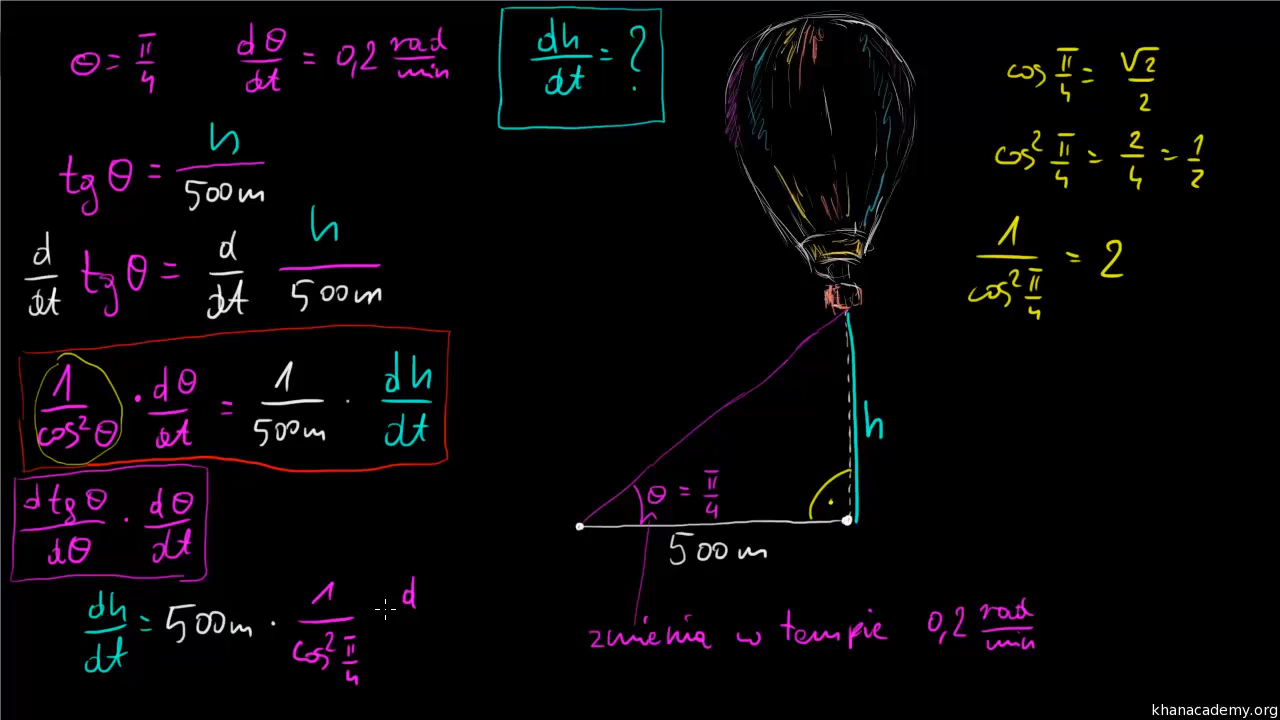 θ = π/4   dθ/dt = 0,2 rad/min
dh/dt = ?
tg θ = h/500m
d/dt tg θ = d/dt h/500m
1/cos²θ · dθ/dt = 1/500m · dh/dt
dtgθ/dθ · dθ/dt
dh/dt = 500m · 1/cos² π/4 d
cos π/4 = √2/2
cos² π/4 = 2/4 = 1/2
1/cos² π/4 = 2
h
θ = π/4
500m
zmienia w tempie 0,2 rad/min
khanacademy.org